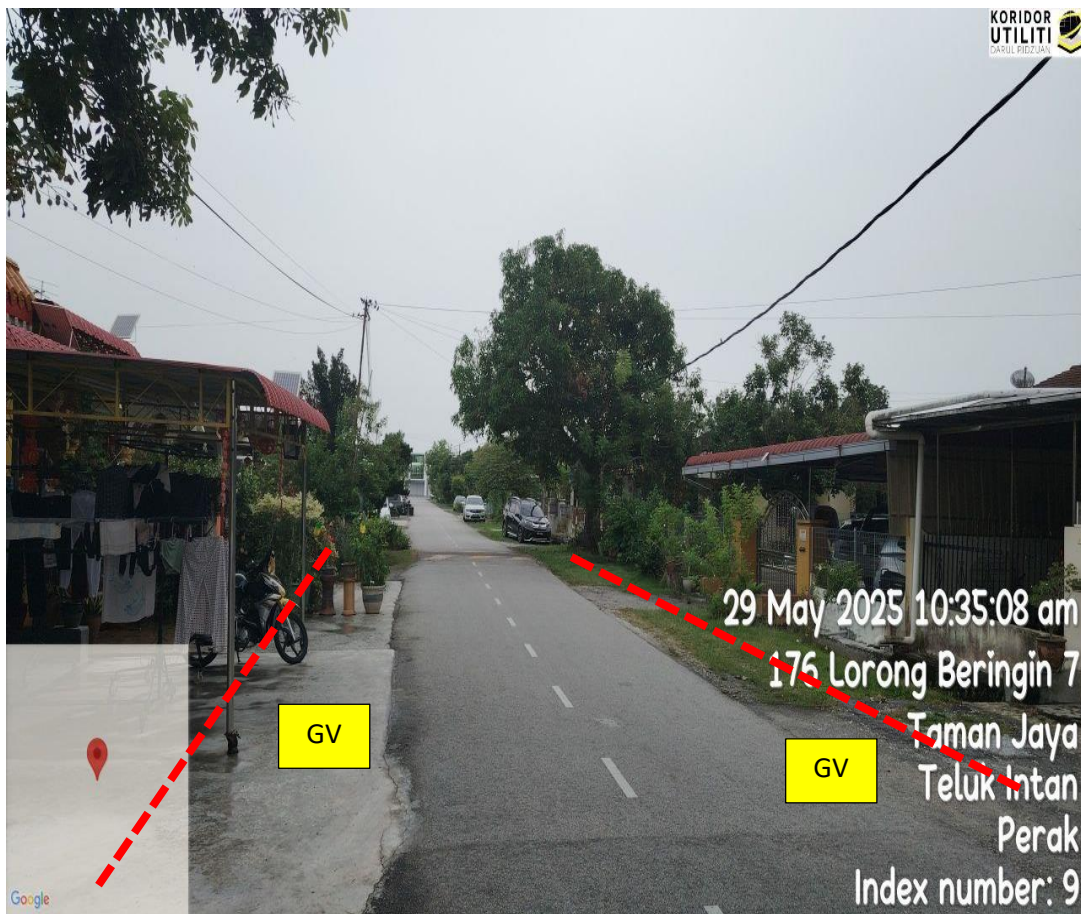 KORIDOR
UTILITI
DARUL RIDZUAN
GV
GV
29 May 2025 10:35:08 am
176 Lorong Beringin 7
Taman Jaya
Teluk Intan
Perak
Index number: 9
Google